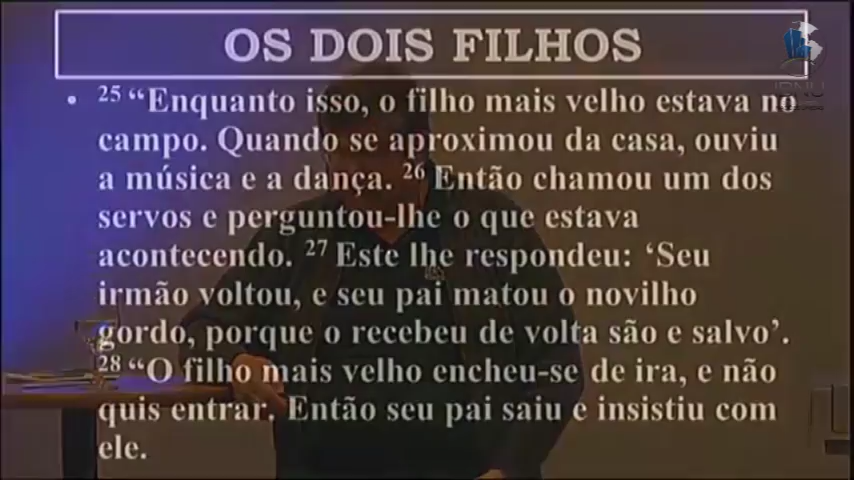 OS DOIS FILHOS
• ²⁵ “Enquanto isso, o filho mais velho estava no
campo. Quando se aproximou da casa, ouviu
a música e a dança. ²⁶ Então chamou um dos
servos e perguntou-lhe o que estava
acontecendo. ²⁷ Este lhe respondeu: ‘Seu
irmão voltou, e seu pai matou o novilho
gordo, porque o recebeu de volta são e salvo’.
²⁸ “O filho mais velho encheu-se de ira, e não
quis entrar. Então seu pai saiu e insistiu com
ele.